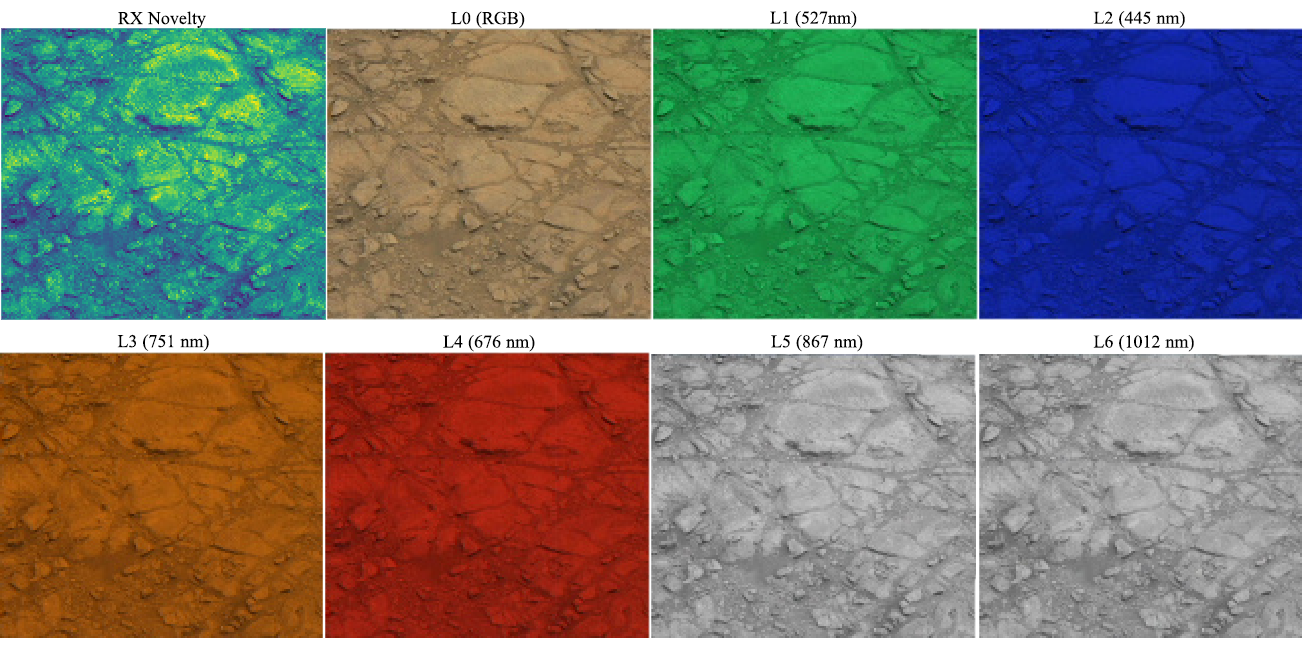 RX Novelty
L0 (RGB)
L1 (527nm)
L2 (445 nm)
L3 (751 nm)
L4 (676 nm)
L5 (867 nm)
L6 (1012 nm)